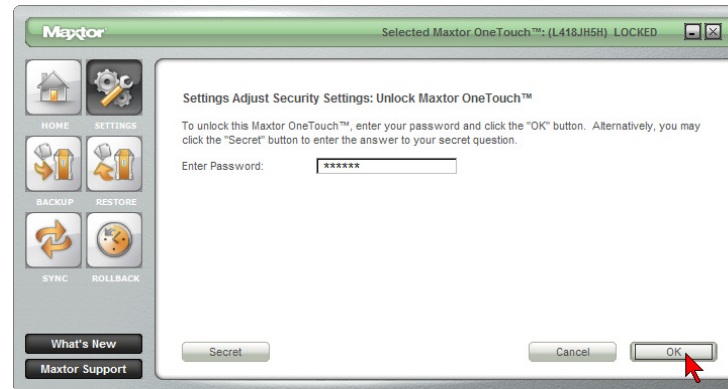 Maxtor
Selected Maxtor OneTouch™: (L418JH5H) LOCKED
HOME
SETTINGS
BACKUP
RESTORE
SYNC
ROLLBACK
What's New
Maxtor Support
Settings Adjust Security Settings: Unlock Maxtor OneTouch™
To unlock this Maxtor OneTouch™, enter your password and click the "OK" button. Alternatively, you may
click the "Secret" button to enter the answer to your secret question.
Enter Password: ******
Secret
Cancel
OK